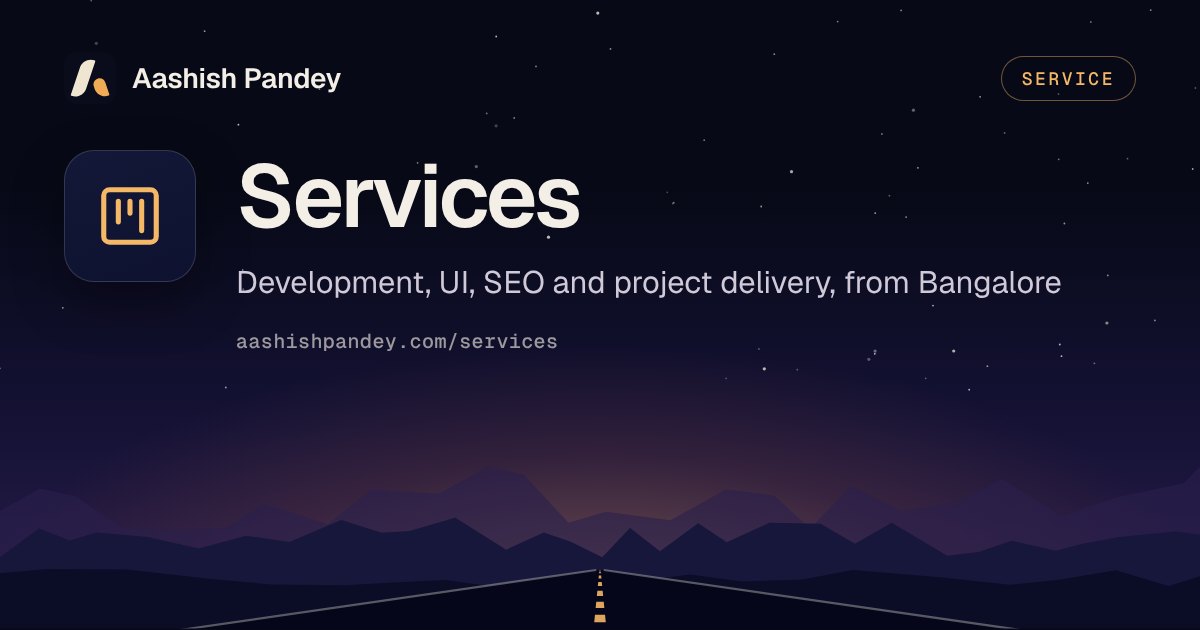 Aashish Pandey
SERVICE
Services
Development, UI, SEO and project delivery, from Bangalore
aashishpandey.com/services